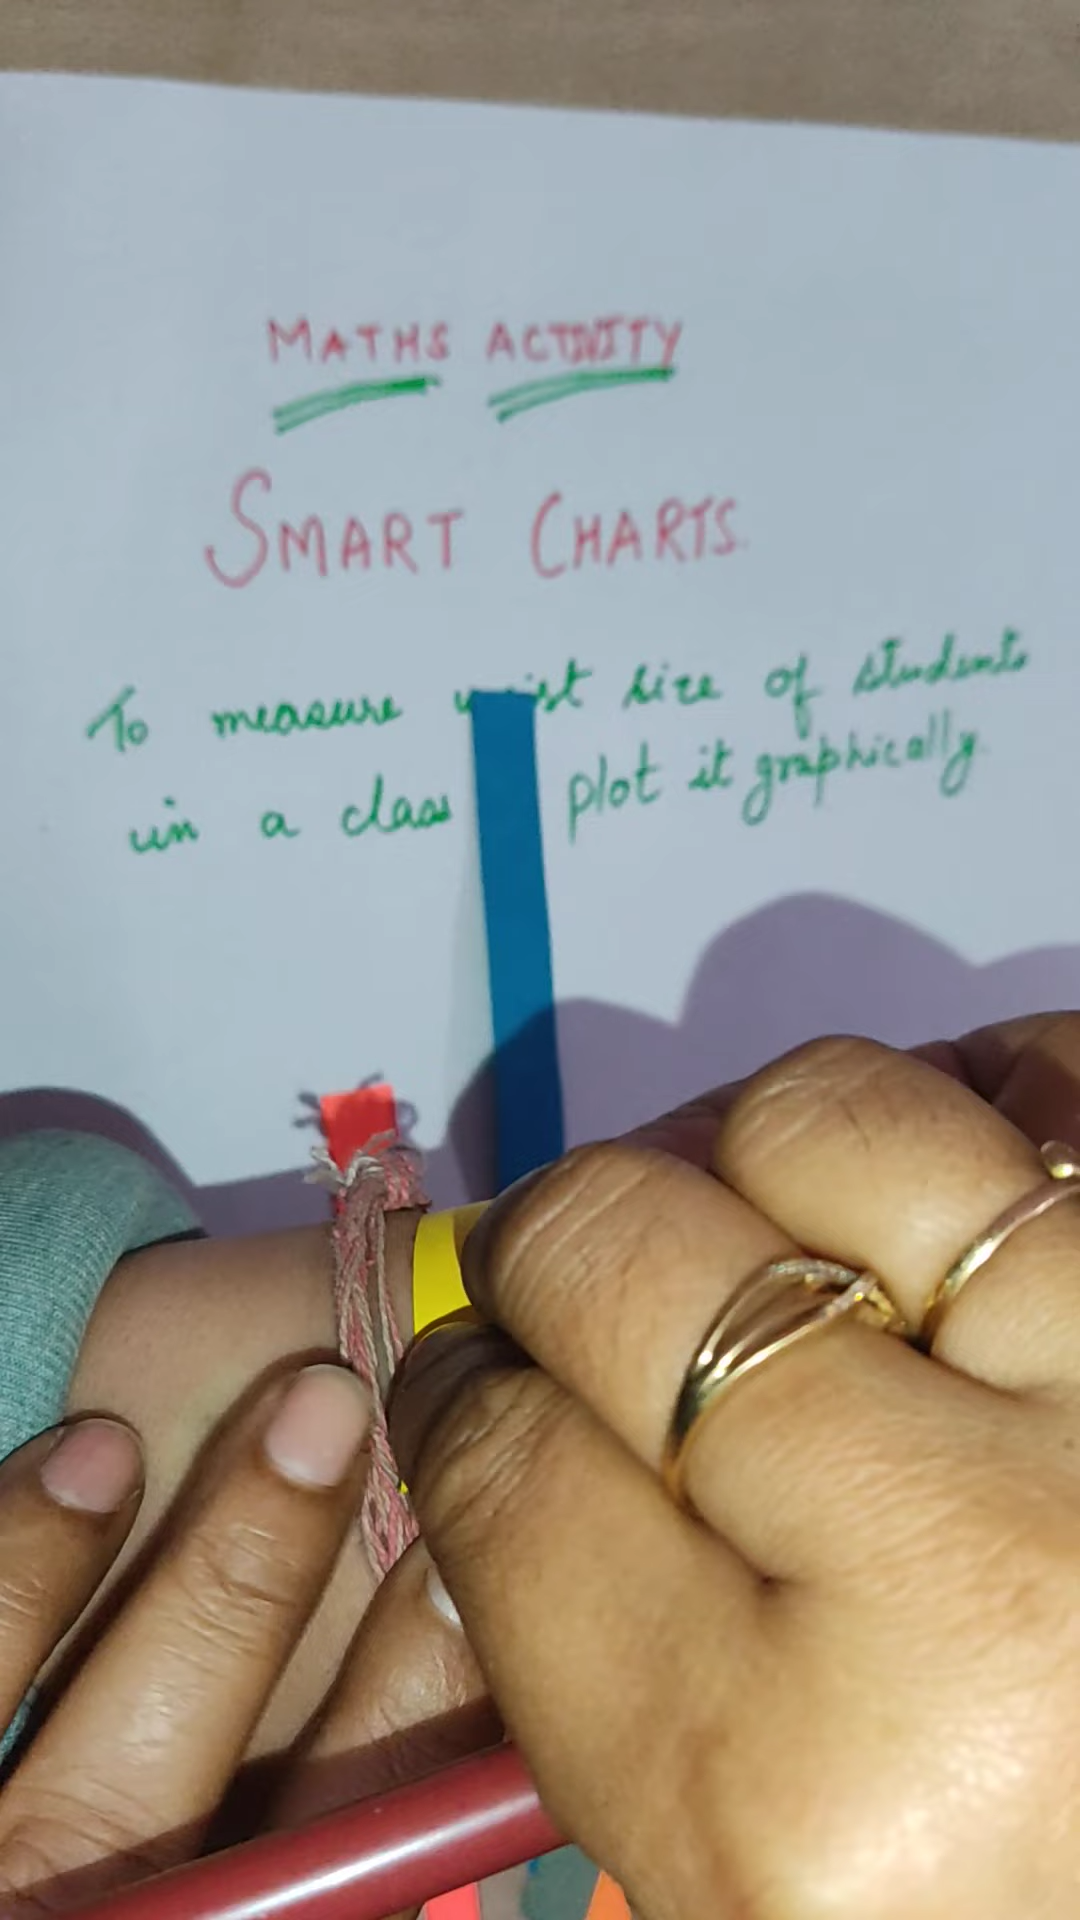 MATHS ACTIVITY
SMART CHARTS.
To measure size of students
in a class plot it graphically.